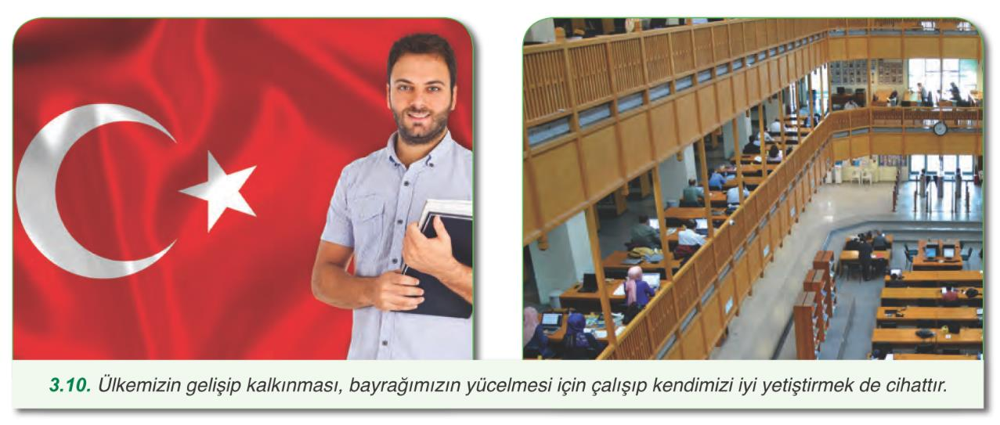 3.10. Ülkemizin gelişip kalkınması, bayrağımızın yücelmesi için çalışıp kendimizi iyi yetiştirmek de cihattır.